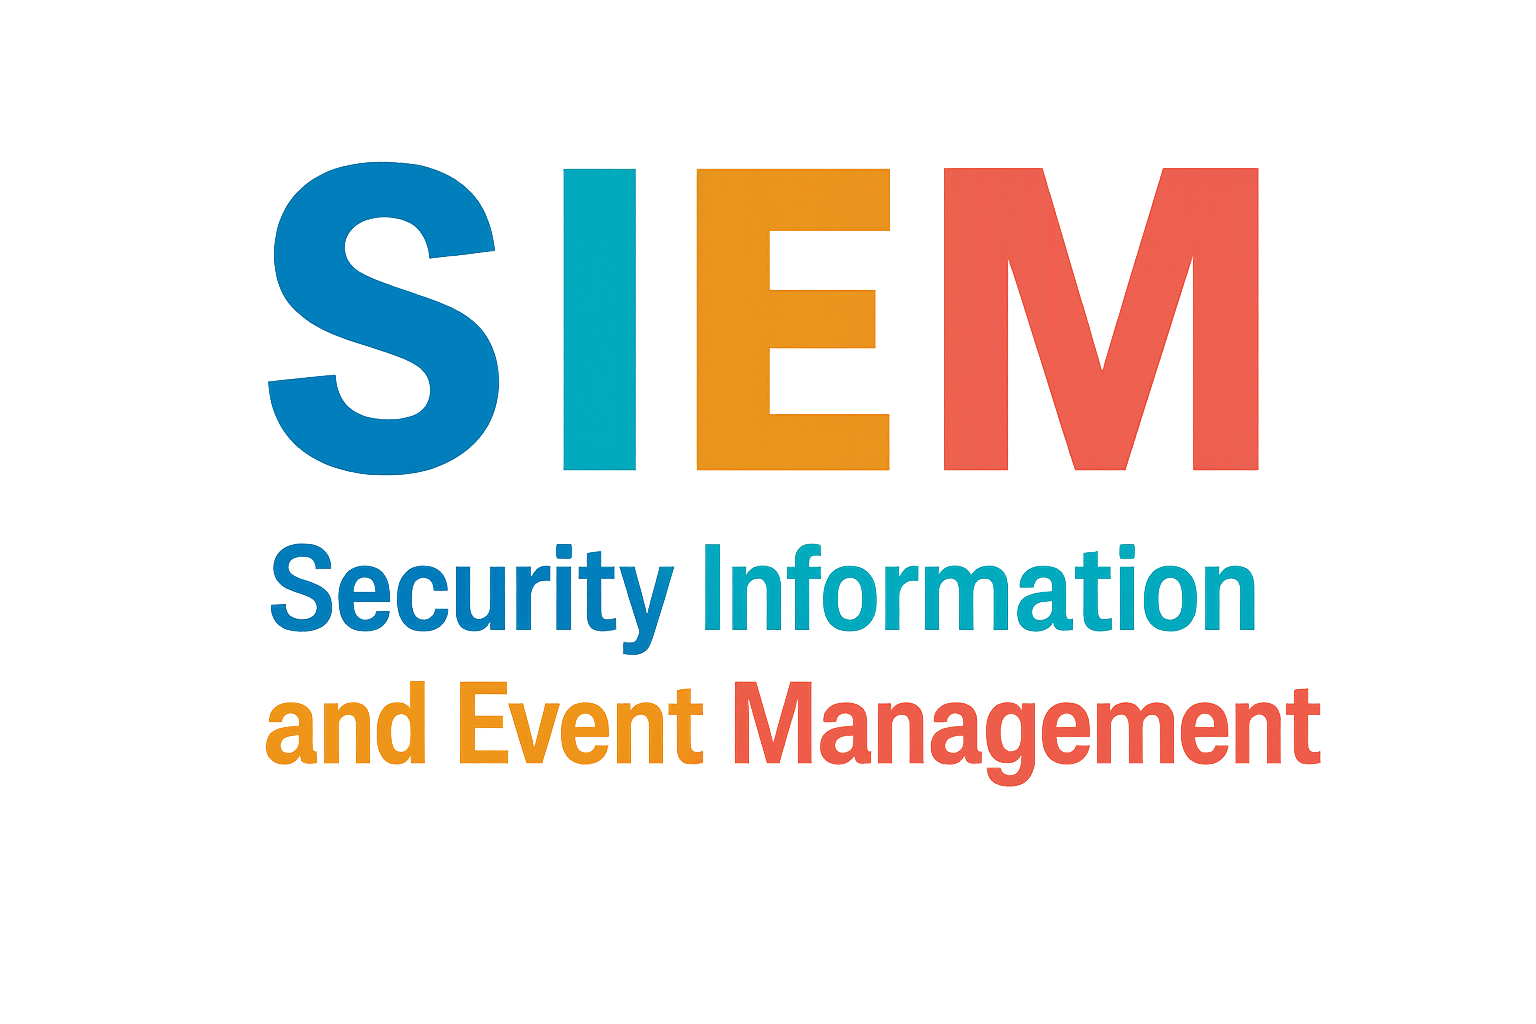 SIEM
Security Information
and Event Management